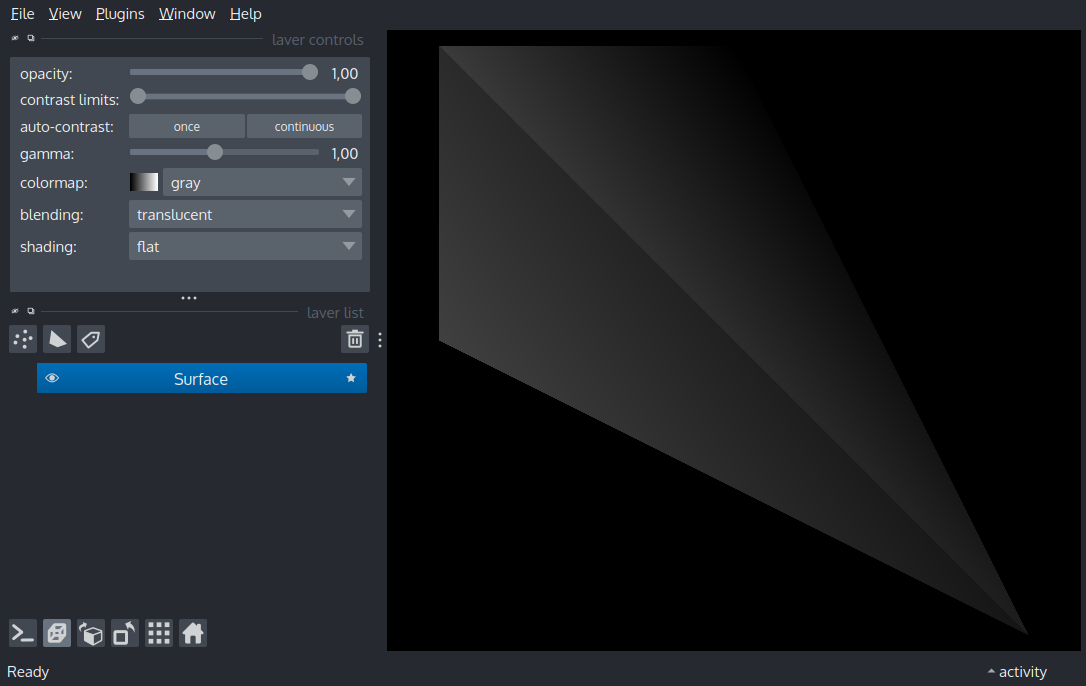 File View Plugins Window Help
layer controls
opacity: 1,00
contrast limits:
auto-contrast: once continuous
gamma: 1,00
colormap: gray
blending: translucent
shading: flat
layer list
Surface
Ready activity